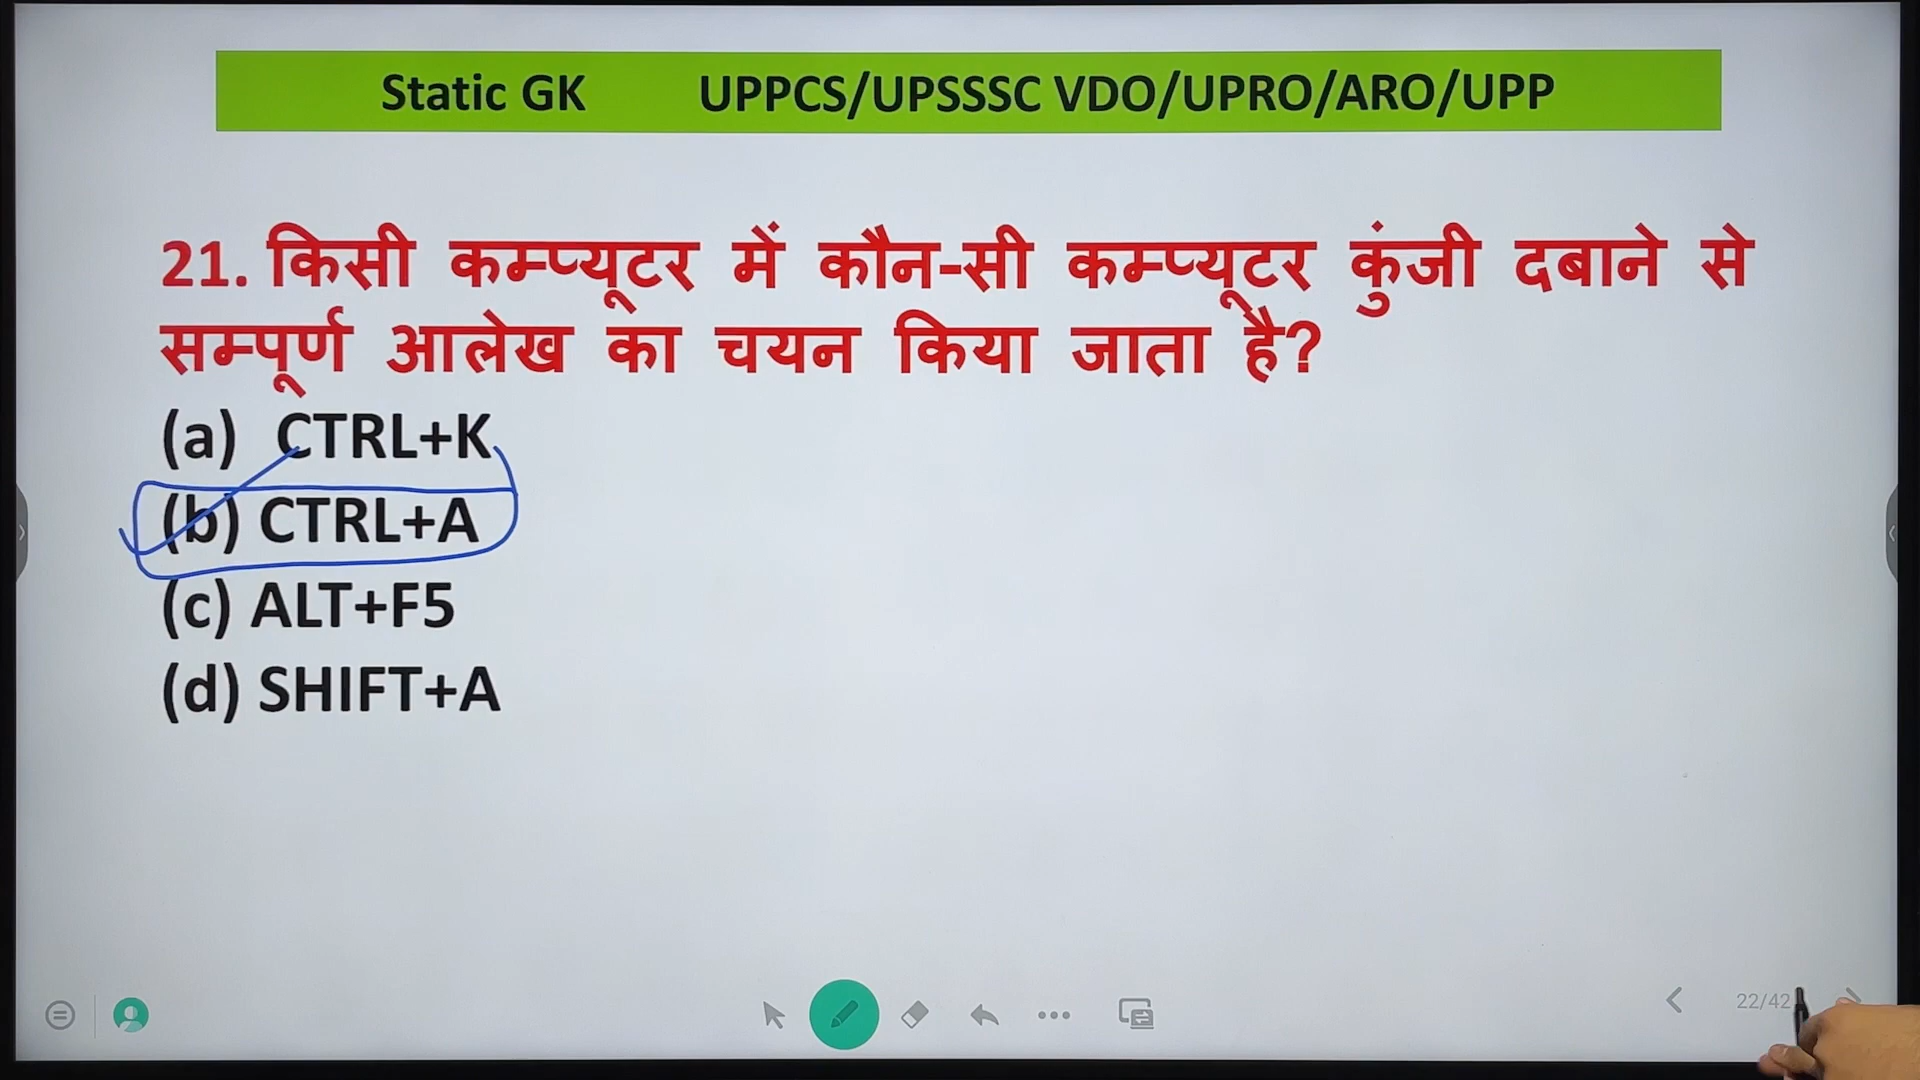 Static GK UPPCS/UPSSSC VDO/UPRO/ARO/UPP
21. किसी कम्प्यूटर में कौन-सी कम्प्यूटर कुंजी दबाने से
सम्पूर्ण आलेख का चयन किया जाता है?
(a) CTRL+K
(b) CTRL+A
(c) ALT+F5
(d) SHIFT+A
22/42